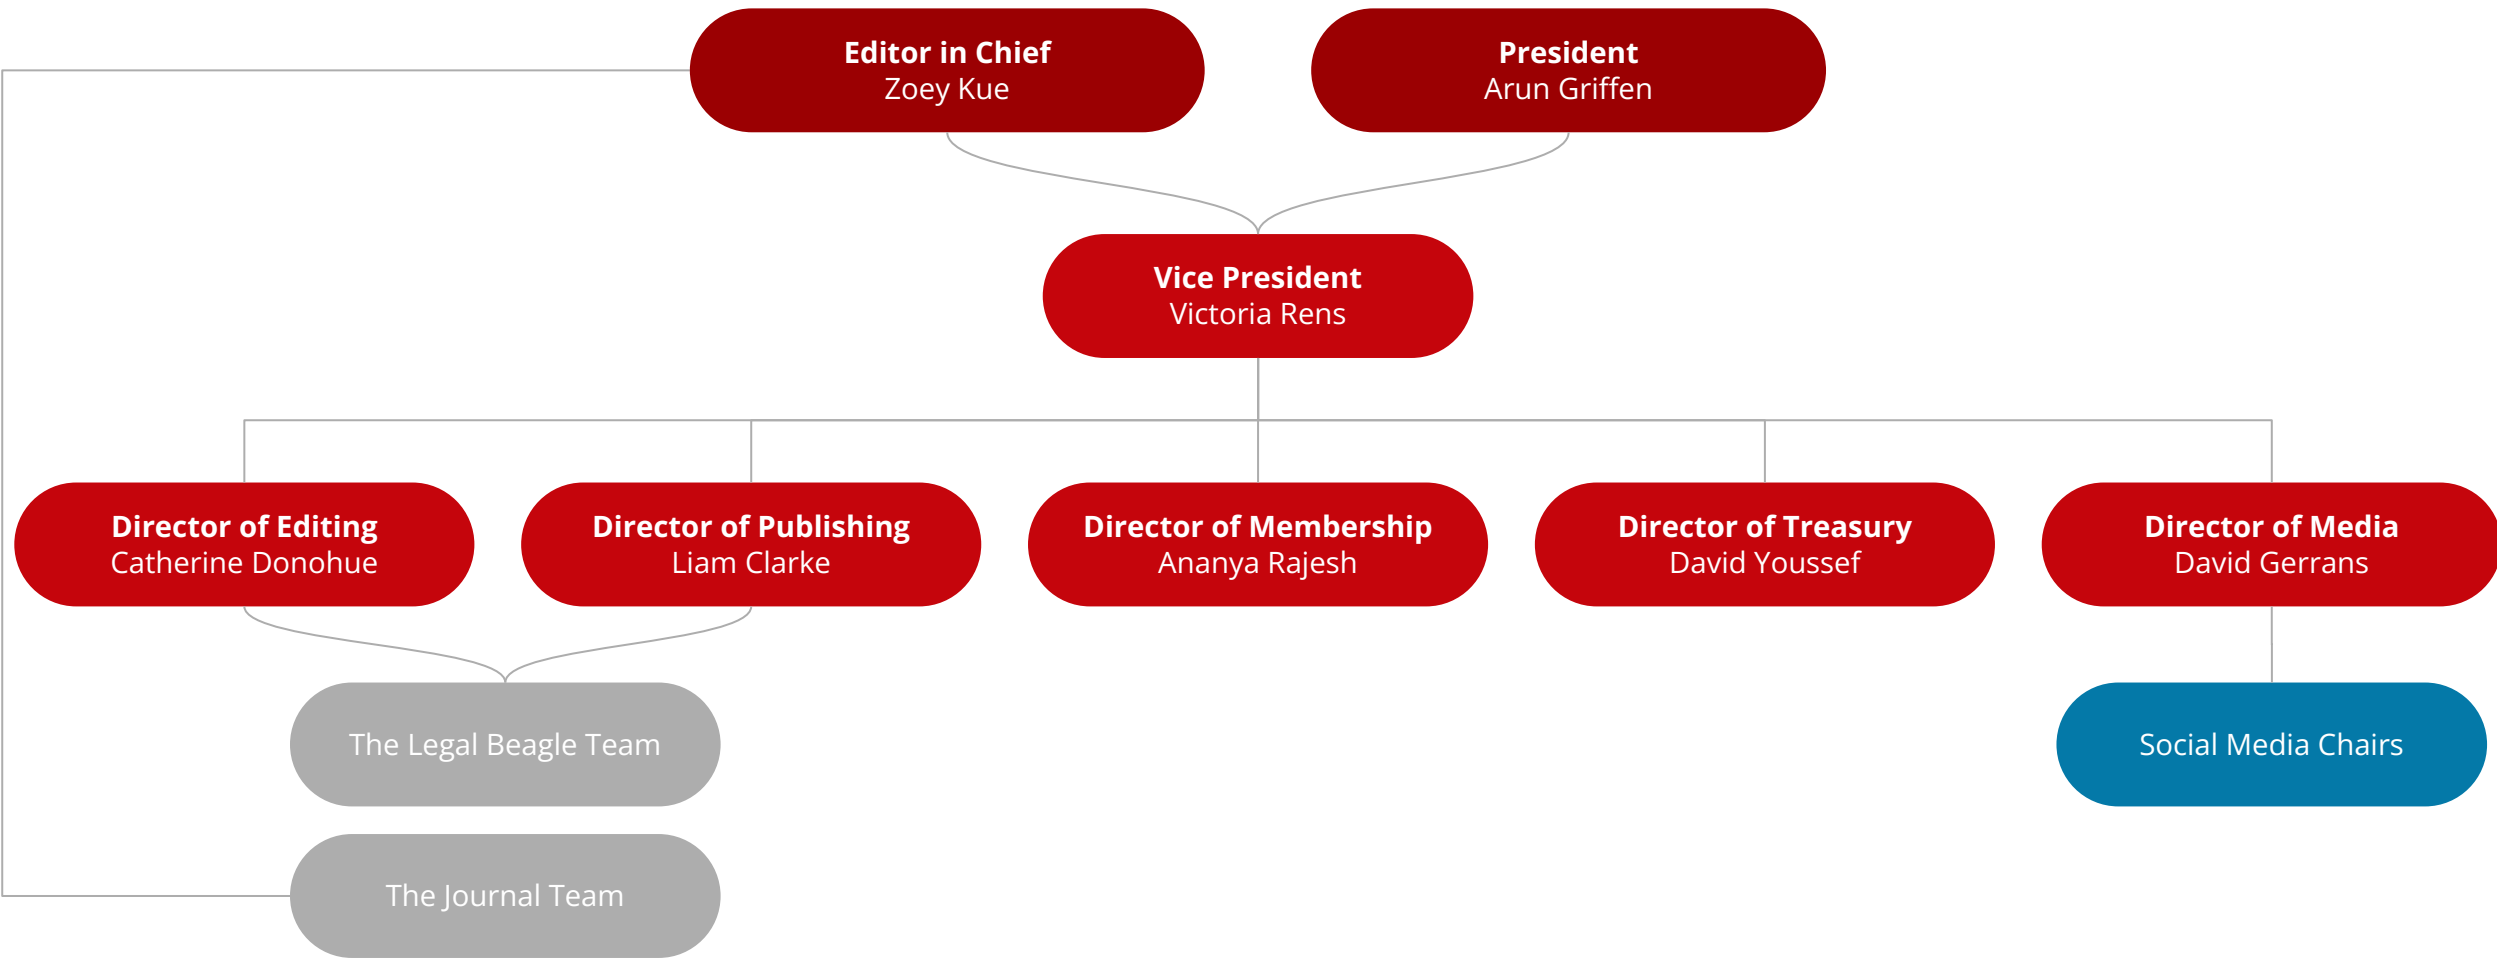 Editor in Chief
Zoey Kue
President
Arun Griffen
Vice President
Victoria Rens
Director of Editing
Catherine Donohue
Director of Publishing
Liam Clarke
Director of Membership
Ananya Rajesh
Director of Treasury
David Youssef
Director of Media
David Gerrans
The Legal Beagle Team
Social Media Chairs
The Journal Team